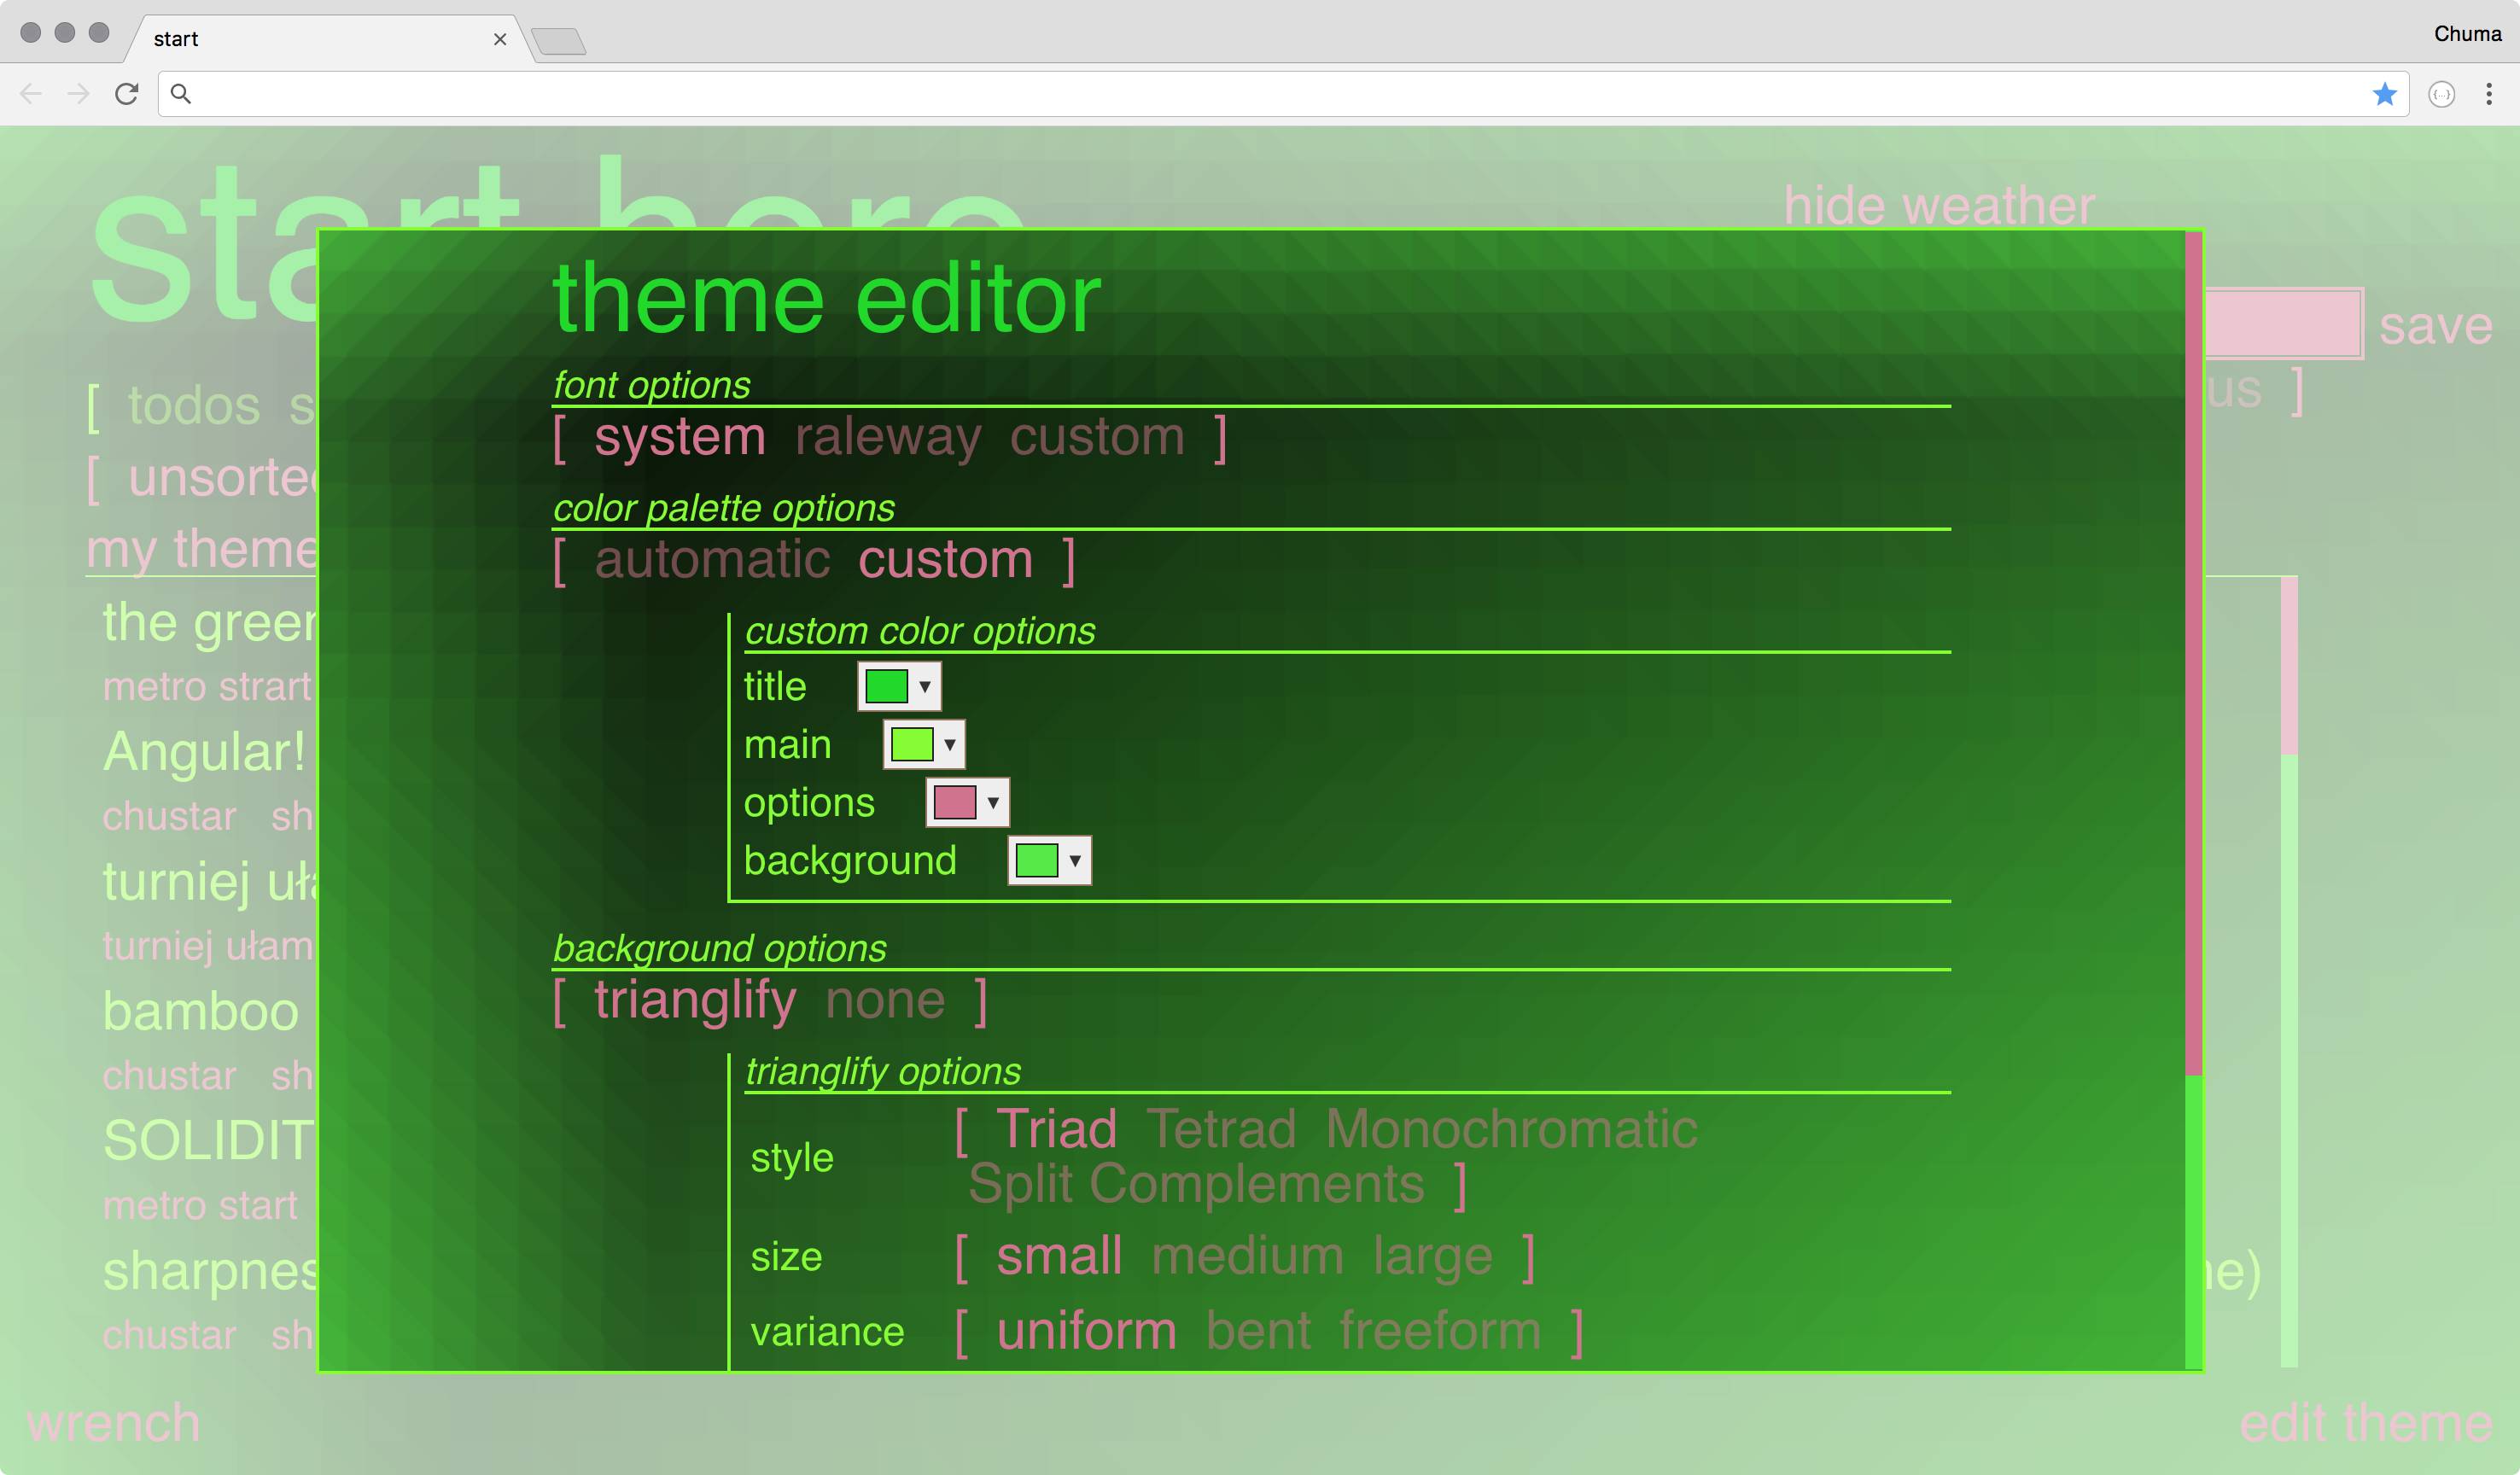 start
Chuma
start here
hide weather
save
theme editor
font options
[ todos s
us ]
[ system raleway custom ]
[ unsorted
color palette options
my theme
[ automatic custom ]
the green
custom color options
metro strart
title
Angular!
main
chustar sh
options
turniej uła
background
turniej ułam
background options
bamboo
[ trianglify none ]
chustar sh
trianglify options
SOLIDIT
[ Triad Tetrad Monochromatic
style
Split Complements ]
metro start
size [ small medium large ]
sharpnes
ne)
variance [ uniform bent freeform ]
chustar sh
wrench
edit theme